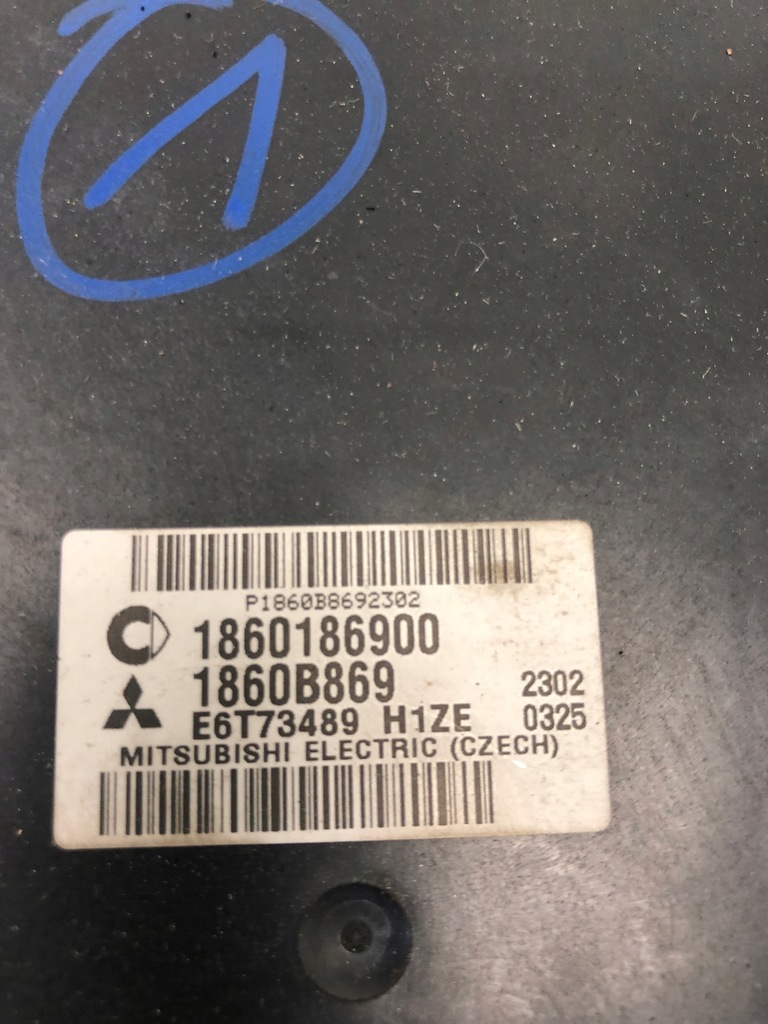 1
P1860B8692302
1860186900
1860B869 2302
E6T73489 H1ZE 0325
MITSUBISHI ELECTRIC (CZECH)